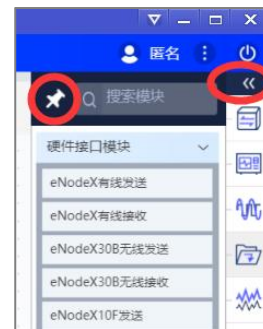 匿名
搜索模块
硬件接口模块
eNodeX有线发送
eNodeX有线接收
eNodeX30B无线发送
eNodeX30B无线接收
eNodeX10F发送